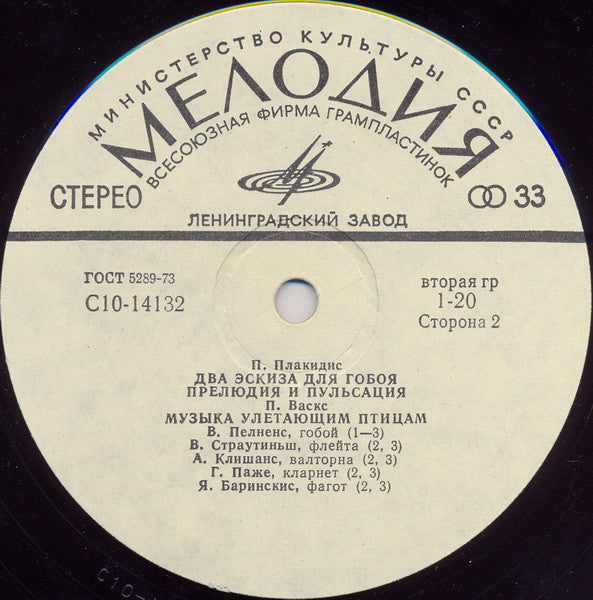 МИНИСТЕРСТВО КУЛЬТУРЫ СССР
МЕЛОДИЯ
ВСЕСОЮЗНАЯ ФИРМА ГРАМПЛАСТИНОК
СТЕРЕО
33
ЛЕНИНГРАДСКИЙ ЗАВОД
ГОСТ 5289-73
С10-14132
вторая гр
1-20
Сторона 2
П. Плакидис
ДВА ЭСКИЗА ДЛЯ ГОБОЯ
ПРЕЛЮДИЯ И ПУЛЬСАЦИЯ
П. Васкс
МУЗЫКА УЛЕТАЮЩИМ ПТИЦАМ
В. Пелненс, гобой (1—3)
В. Страутиньш, флейта (2, 3)
А. Клишанс, валторна (2, 3)
Г. Паже, кларнет (2, 3)
Я. Баринскис, фагот (2, 3)